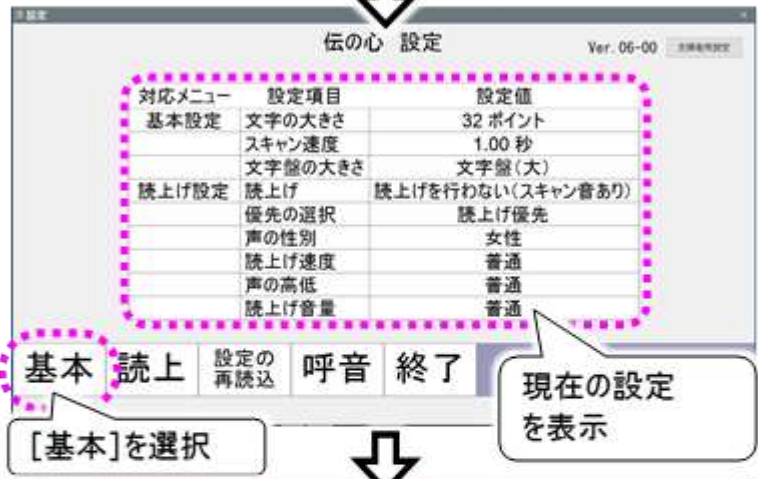 設定
伝の心 設定
Ver. 06-00
対応メニュー 設定項目 設定値
基本設定 文字の大きさ 32 ポイント
スキャン速度 1.00 秒
文字盤の大きさ 文字盤(大)
読上げ設定 読上げ 読上げを行わない(スキャン音あり)
優先の選択 読上げ優先
声の性別 女性
読上げ速度 普通
声の高低 普通
読上げ音量 普通
基本 読上 設定の再読込 呼音 終了
現在の設定
を表示
[基本]を選択